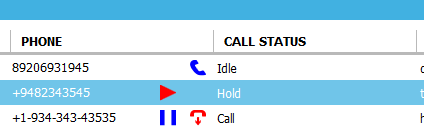 PHONE CALL STATUS
89206931945 Idle
+9482343545 Hold
+1-934-343-43535 Call